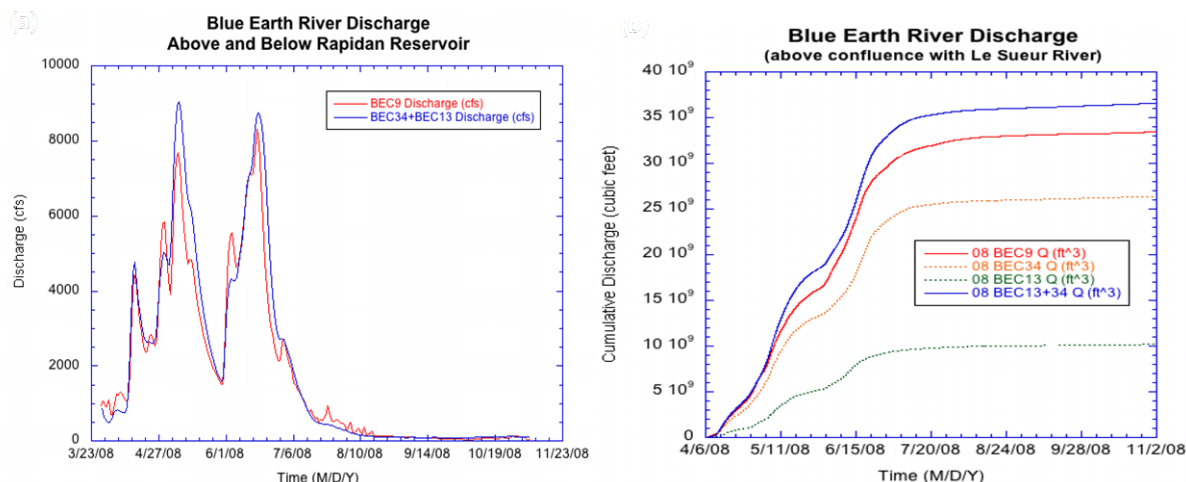 (a)
Blue Earth River Discharge
Above and Below Rapidan Reservoir
10000
8000
6000
4000
2000
0
Discharge (cfs)
BEC9 Discharge (cfs)
BEC34+BEC13 Discharge (cfs)
3/23/08 4/27/08 6/1/08 7/6/08 8/10/08 9/14/08 10/19/08 11/23/08
Time (M/D/Y)
Blue Earth River Discharge
(above confluence with Le Sueur River)
40 10⁹
35 10⁹
30 10⁹
25 10⁹
20 10⁹
15 10⁹
10 10⁹
5 10⁹
0
Cumulative Discharge (cubic feet)
08 BEC9 Q (ft^3)
08 BEC34 Q (ft^3)
08 BEC13 Q (ft^3)
08 BEC13+34 Q (ft^3)
4/6/08 5/11/08 6/15/08 7/20/08 8/24/08 9/28/08 11/2/08
Time (M/D/Y)